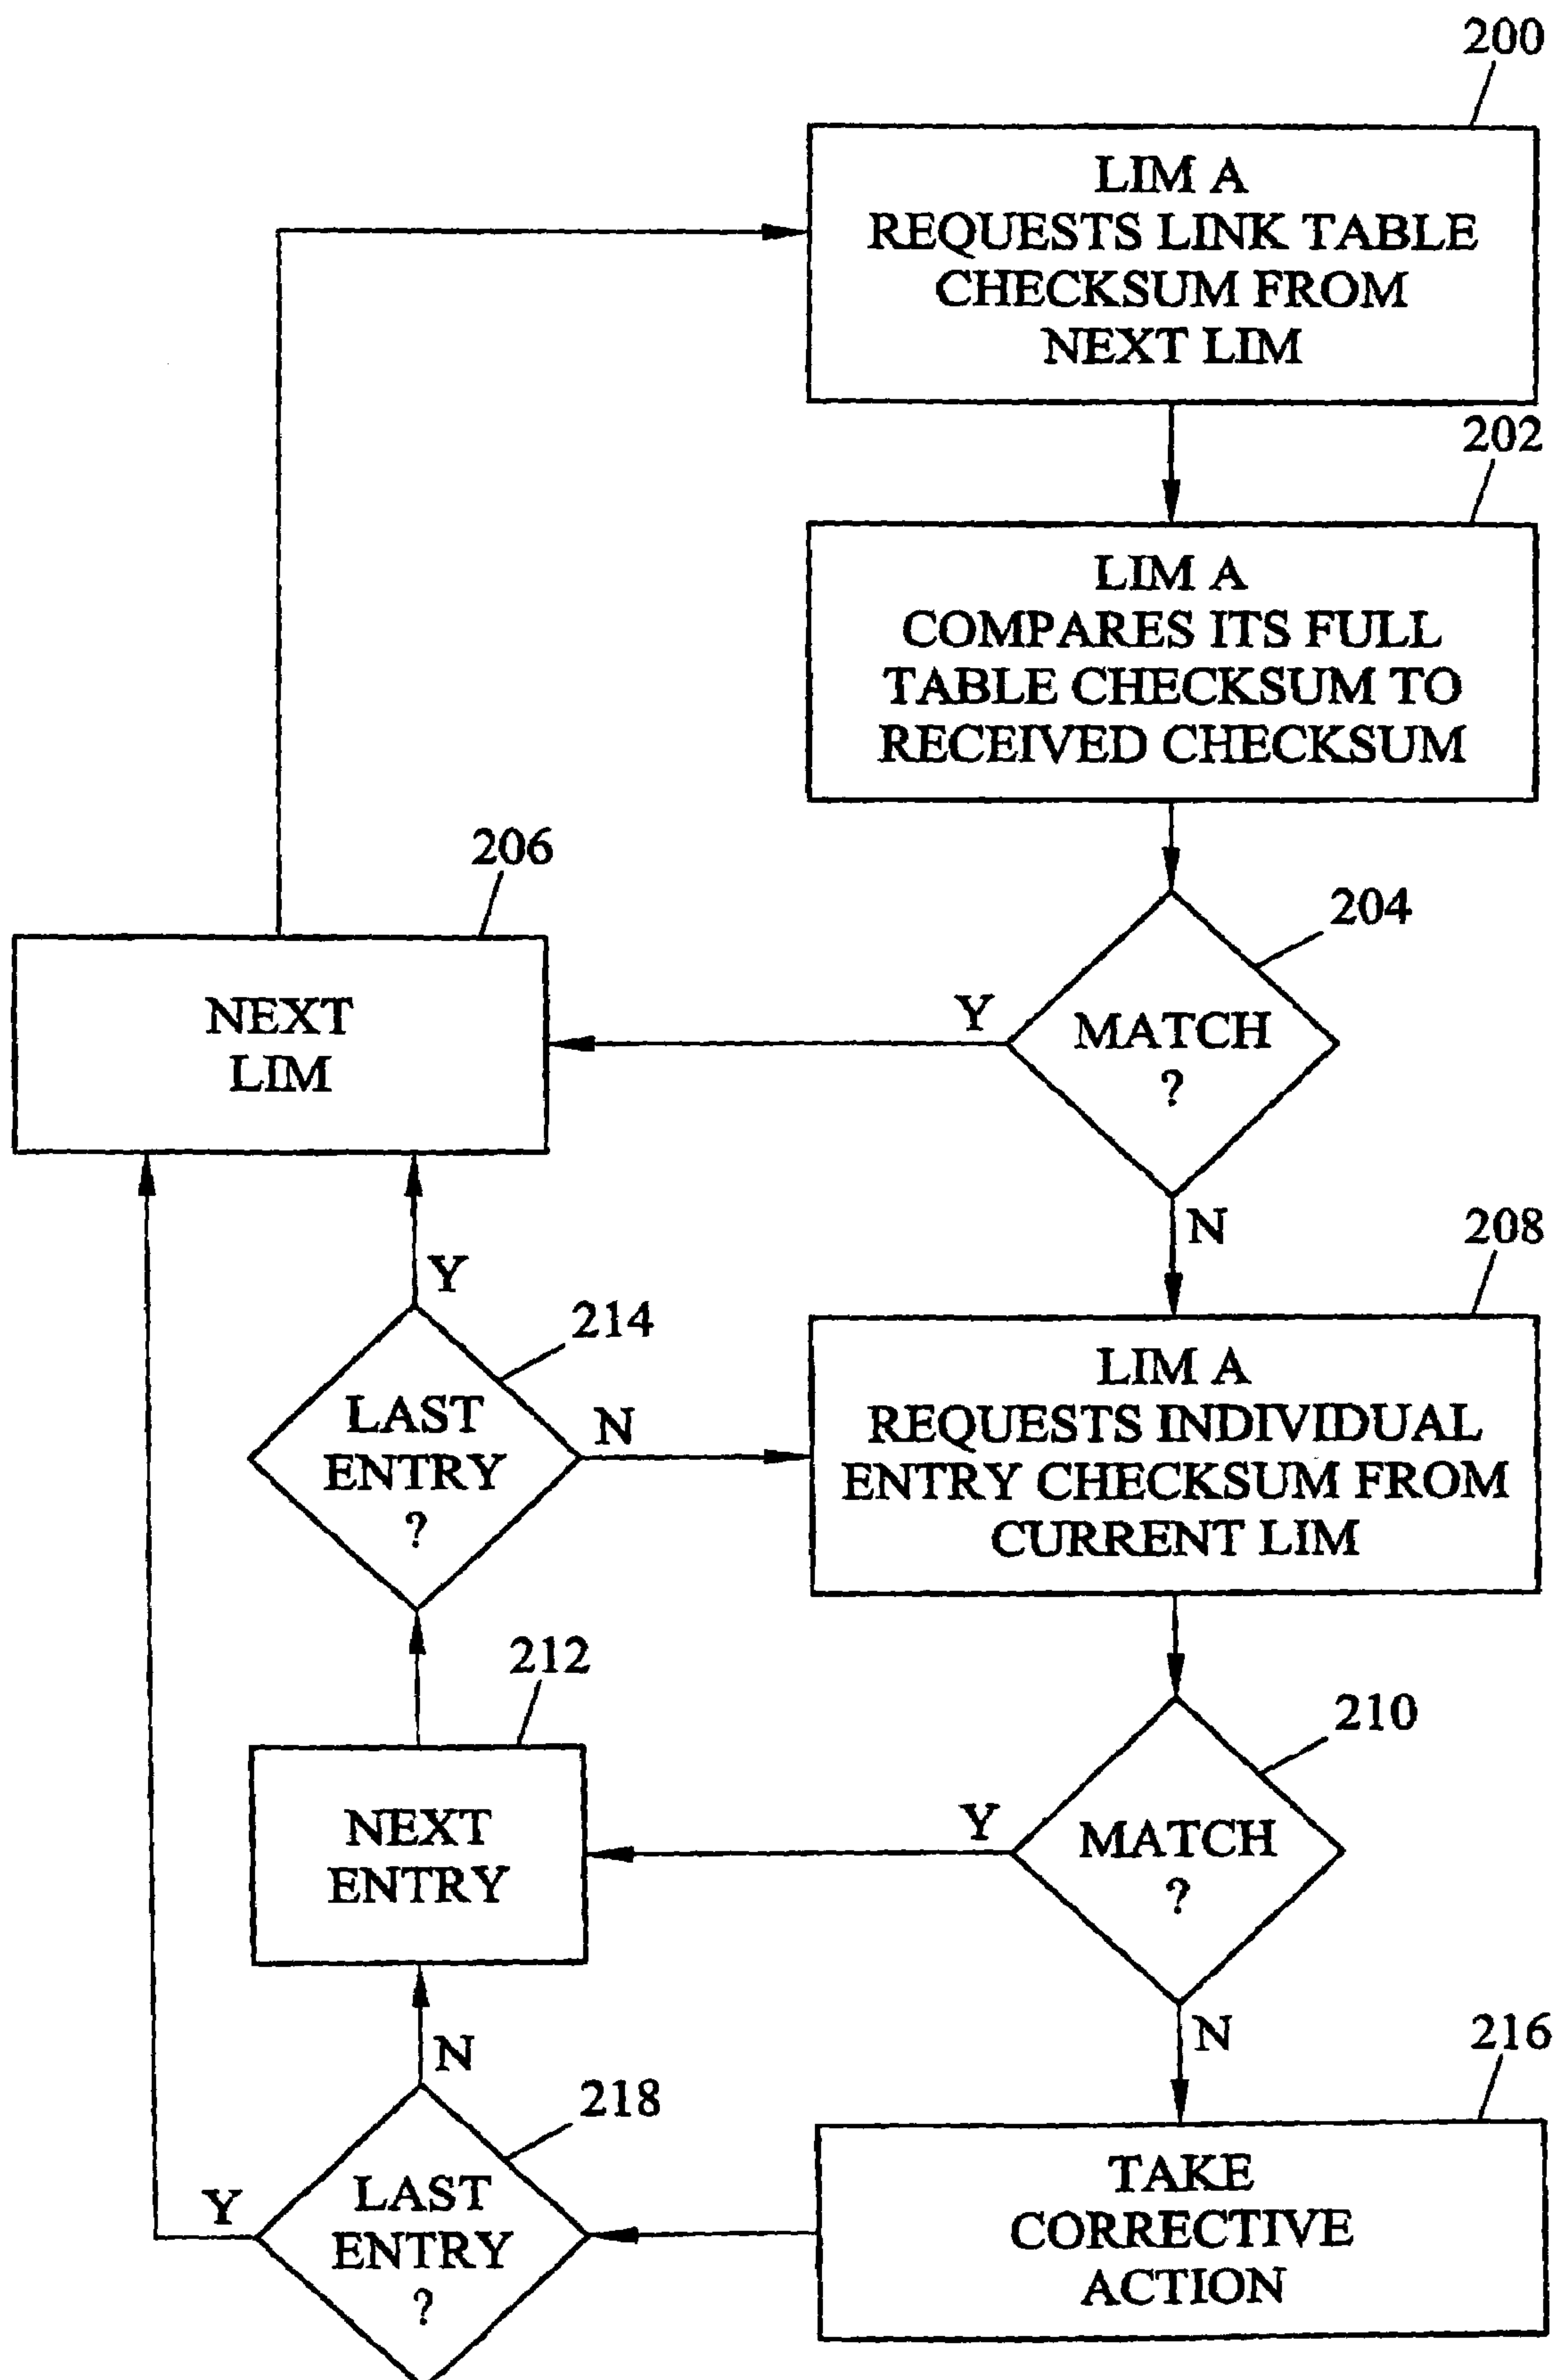 200
LIM A
REQUESTS LINK TABLE
CHECKSUM FROM
NEXT LIM
202
LIM A
COMPARES ITS FULL
TABLE CHECKSUM TO
RECEIVED CHECKSUM
206
NEXT
LIM
204
Y
MATCH
?
N
208
LIM A
REQUESTS INDIVIDUAL
ENTRY CHECKSUM FROM
CURRENT LIM
Y
214
LAST
ENTRY
?
N
212
NEXT
ENTRY
210
Y
MATCH
?
N
216
TAKE
CORRECTIVE
ACTION
N
218
Y
LAST
ENTRY
?